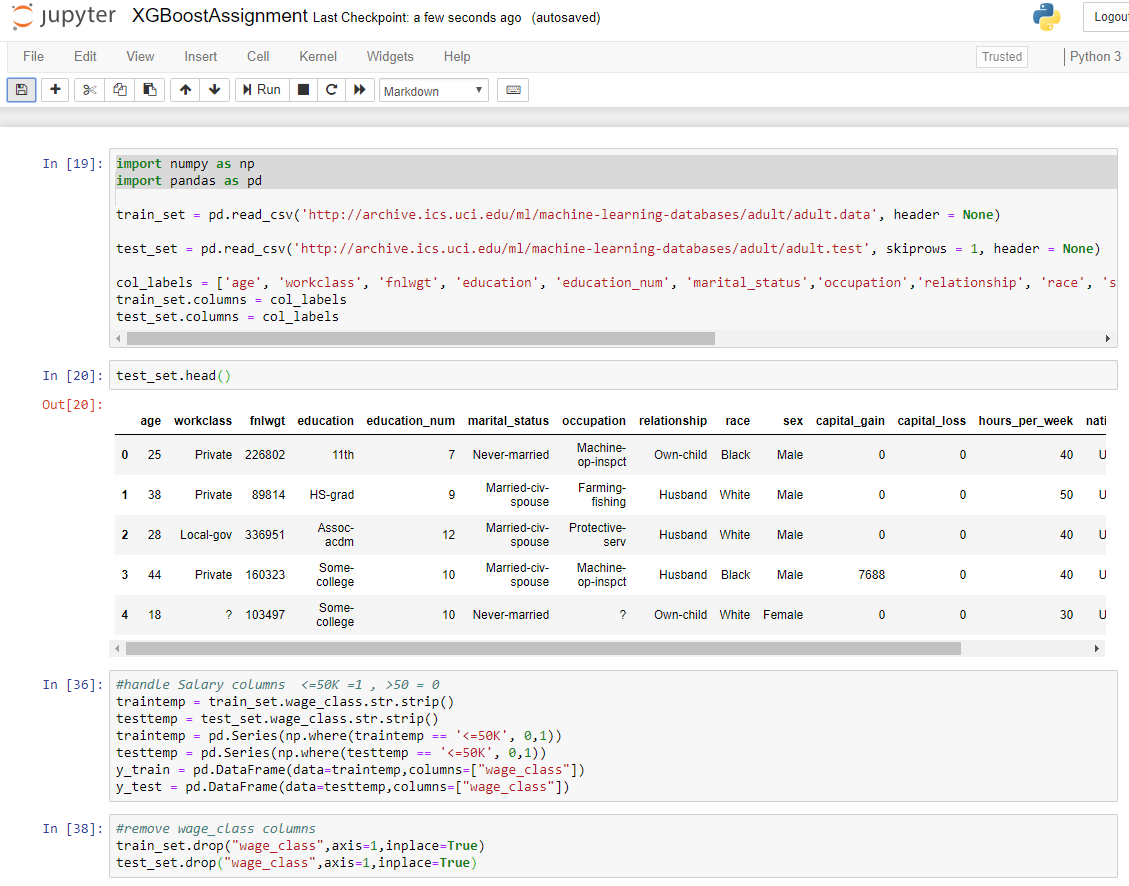 jupyter XGBoostAssignment Last Checkpoint: a few seconds ago (autosaved)
Logou
File Edit View Insert Cell Kernel Widgets Help
Trusted Python 3
Run Markdown
In [19]: import numpy as np
import pandas as pd
train_set = pd.read_csv('http://archive.ics.uci.edu/ml/machine-learning-databases/adult/adult.data', header = None)
test_set = pd.read_csv('http://archive.ics.uci.edu/ml/machine-learning-databases/adult/adult.test', skiprows = 1, header = None)
col_labels = ['age', 'workclass', 'fnlwgt', 'education', 'education_num', 'marital_status','occupation','relationship', 'race', 's
train_set.columns = col_labels
test_set.columns = col_labels
In [20]: test_set.head()
Out[20]:
age workclass fnlwgt education education_num marital_status occupation relationship race sex capital_gain capital_loss hours_per_week nati
0 25 Private 226802 11th 7 Never-married Machine-op-inspct Own-child Black Male 0 0 40 U
1 38 Private 89814 HS-grad 9 Married-civ-spouse Farming-fishing Husband White Male 0 0 50 U
2 28 Local-gov 336951 Assoc-acdm 12 Married-civ-spouse Protective-serv Husband White Male 0 0 40 U
3 44 Private 160323 Some-college 10 Married-civ-spouse Machine-op-inspct Husband Black Male 7688 0 40 U
4 18 ? 103497 Some-college 10 Never-married ? Own-child White Female 0 0 30 U
In [36]: #handle Salary columns <=50K =1 , >50 = 0
traintemp = train_set.wage_class.str.strip()
testtemp = test_set.wage_class.str.strip()
traintemp = pd.Series(np.where(traintemp == '<=50K', 0,1))
testtemp = pd.Series(np.where(testtemp == '<=50K', 0,1))
y_train = pd.DataFrame(data=traintemp,columns=["wage_class"])
y_test = pd.DataFrame(data=testtemp,columns=["wage_class"])
In [38]: #remove wage_class columns
train_set.drop("wage_class",axis=1,inplace=True)
test_set.drop("wage_class",axis=1,inplace=True)